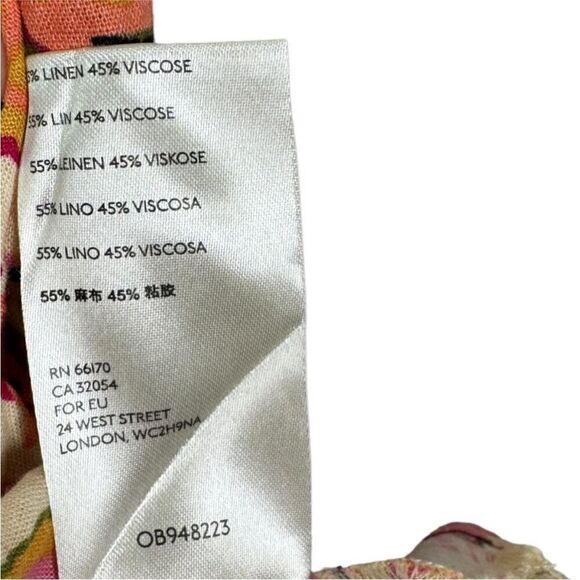 5% LINEN 45% VISCOSE
55% LIN 45% VISCOSE
55% LEINEN 45% VISKOSE
55% LINO 45% VISCOSA
55% LINO 45% VISCOSA
55% 麻布 45% 粘胶
RN 66170
CA 32054
FOR EU
24 WEST STREET
LONDON, WC2H9NA
OB948223